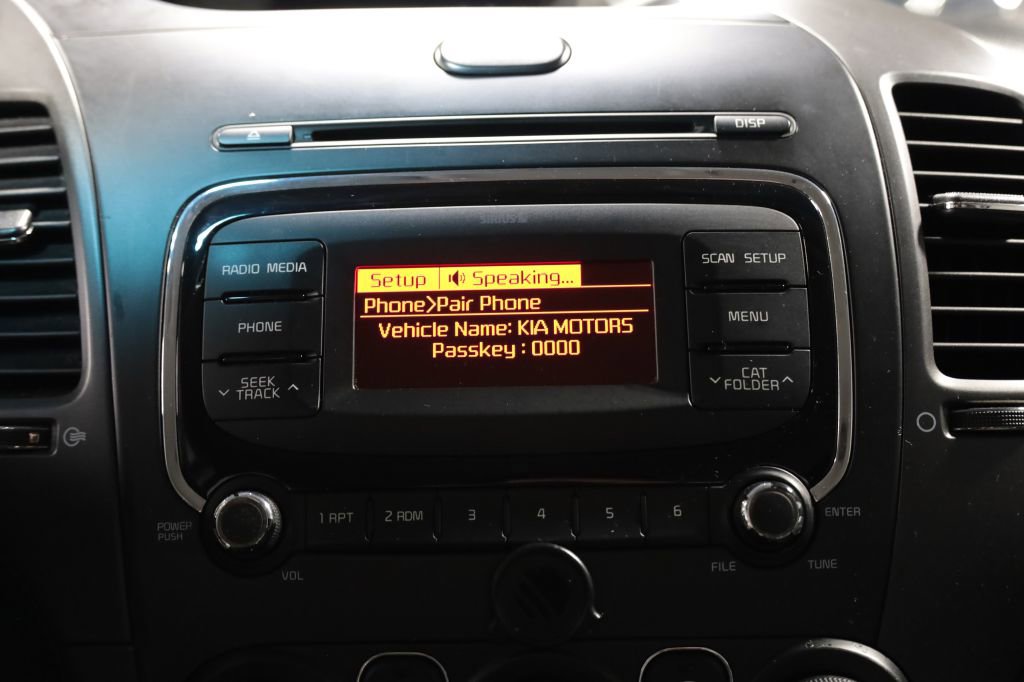 DISP
SIRIUS
RADIO MEDIA
PHONE
SEEK
TRACK
Setup Speaking...
Phone>Pair Phone
Vehicle Name: KIA MOTORS
Passkey : 0000
SCAN SETUP
MENU
CAT
FOLDER
POWER
PUSH
VOL
1 RPT
2 RDM
3
4
5
6
ENTER
FILE
TUNE